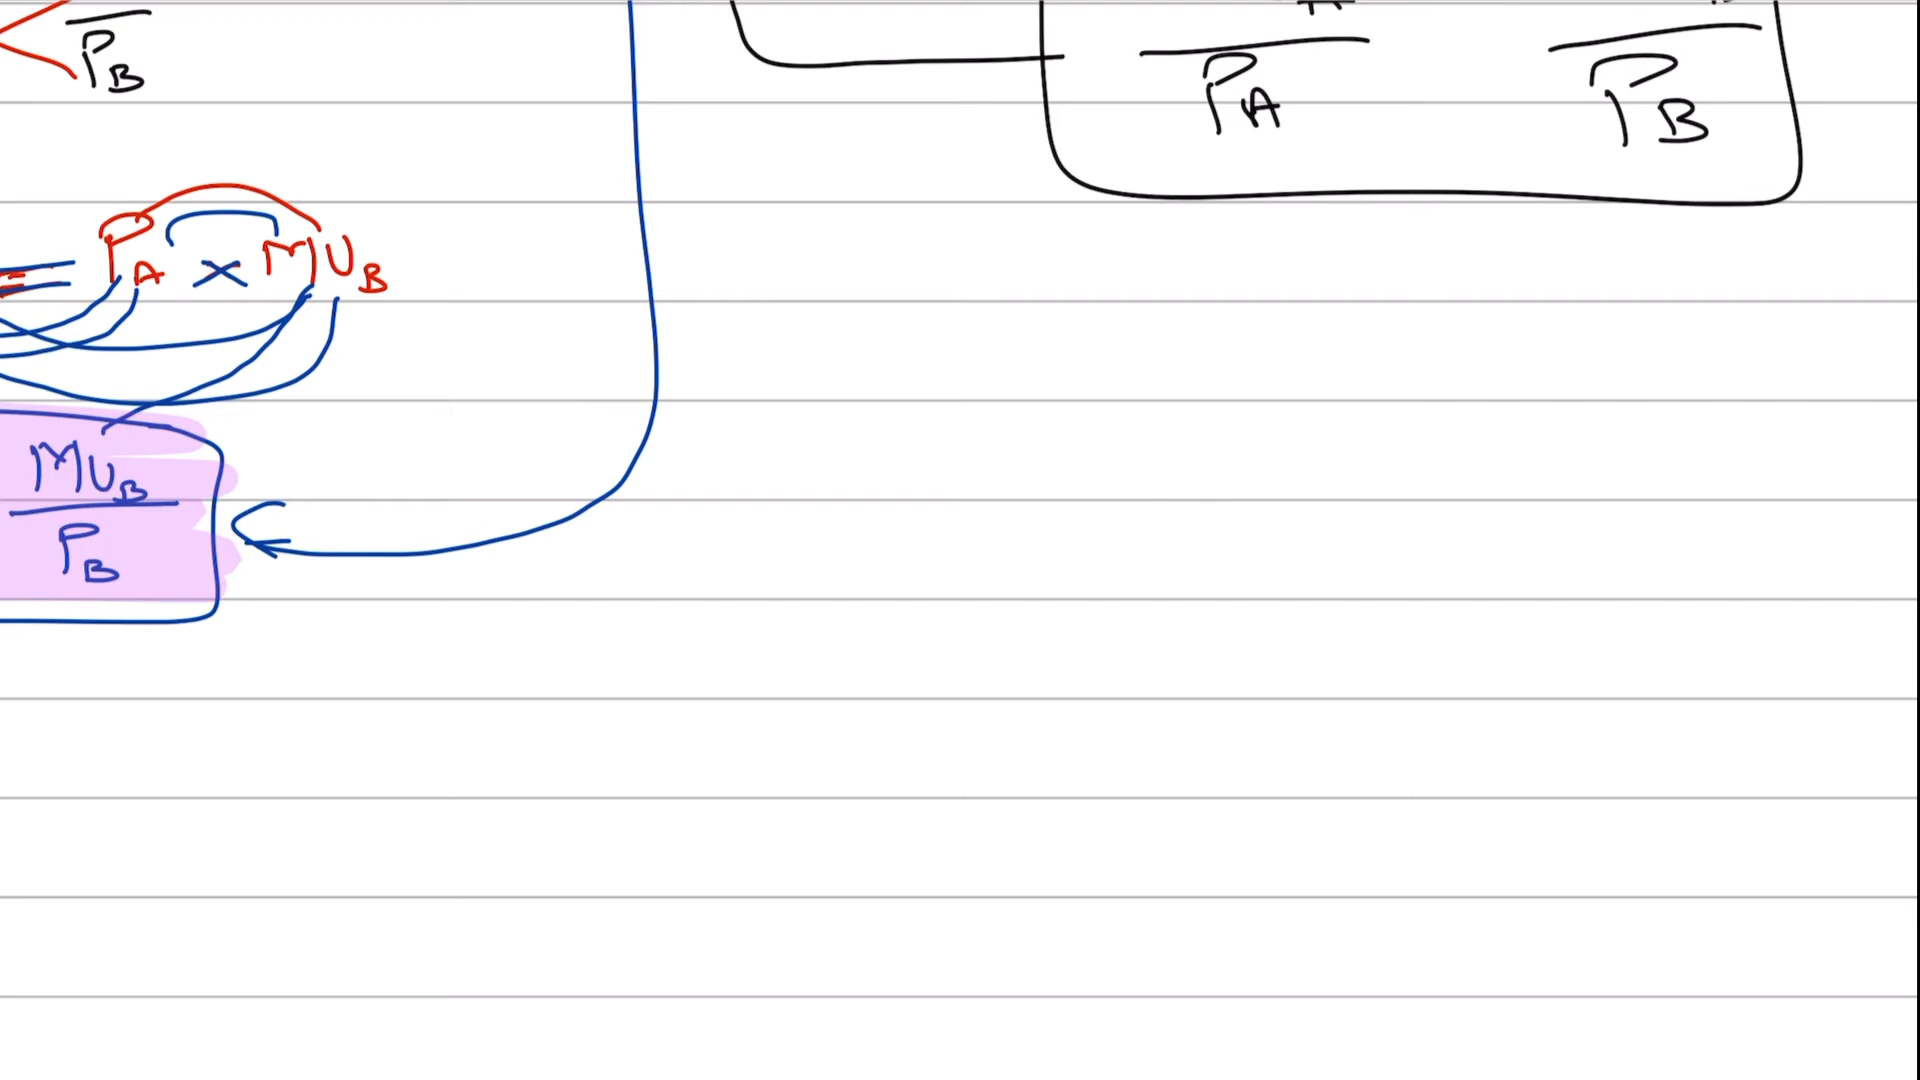 P_B
P_A P_B
= P_A × MU_B
MU_B
P_B